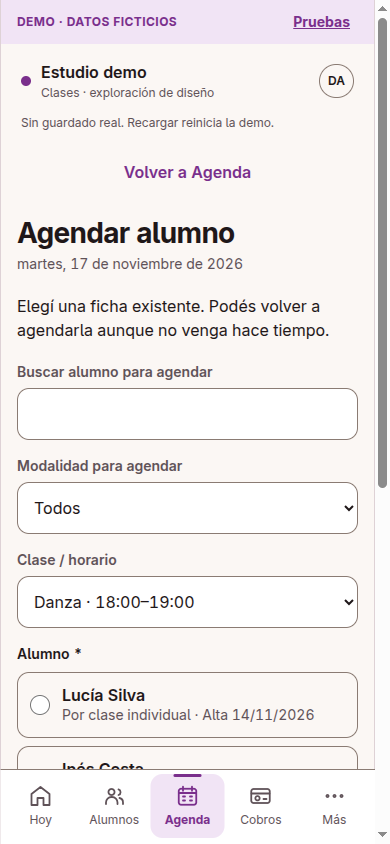 DEMO · DATOS FICTICIOS
Pruebas
Estudio demo
Clases · exploración de diseño
DA
Sin guardado real. Recargar reinicia la demo.
Volver a Agenda
Agendar alumno
martes, 17 de noviembre de 2026
Elegí una ficha existente. Podés volver a
agendarla aunque no venga hace tiempo.
Buscar alumno para agendar
Modalidad para agendar
Todos
Clase / horario
Danza · 18:00–19:00
Alumno *
Lucía Silva
Por clase individual · Alta 14/11/2026
Inés Costa
Hoy
Alumnos
Agenda
Cobros
Más